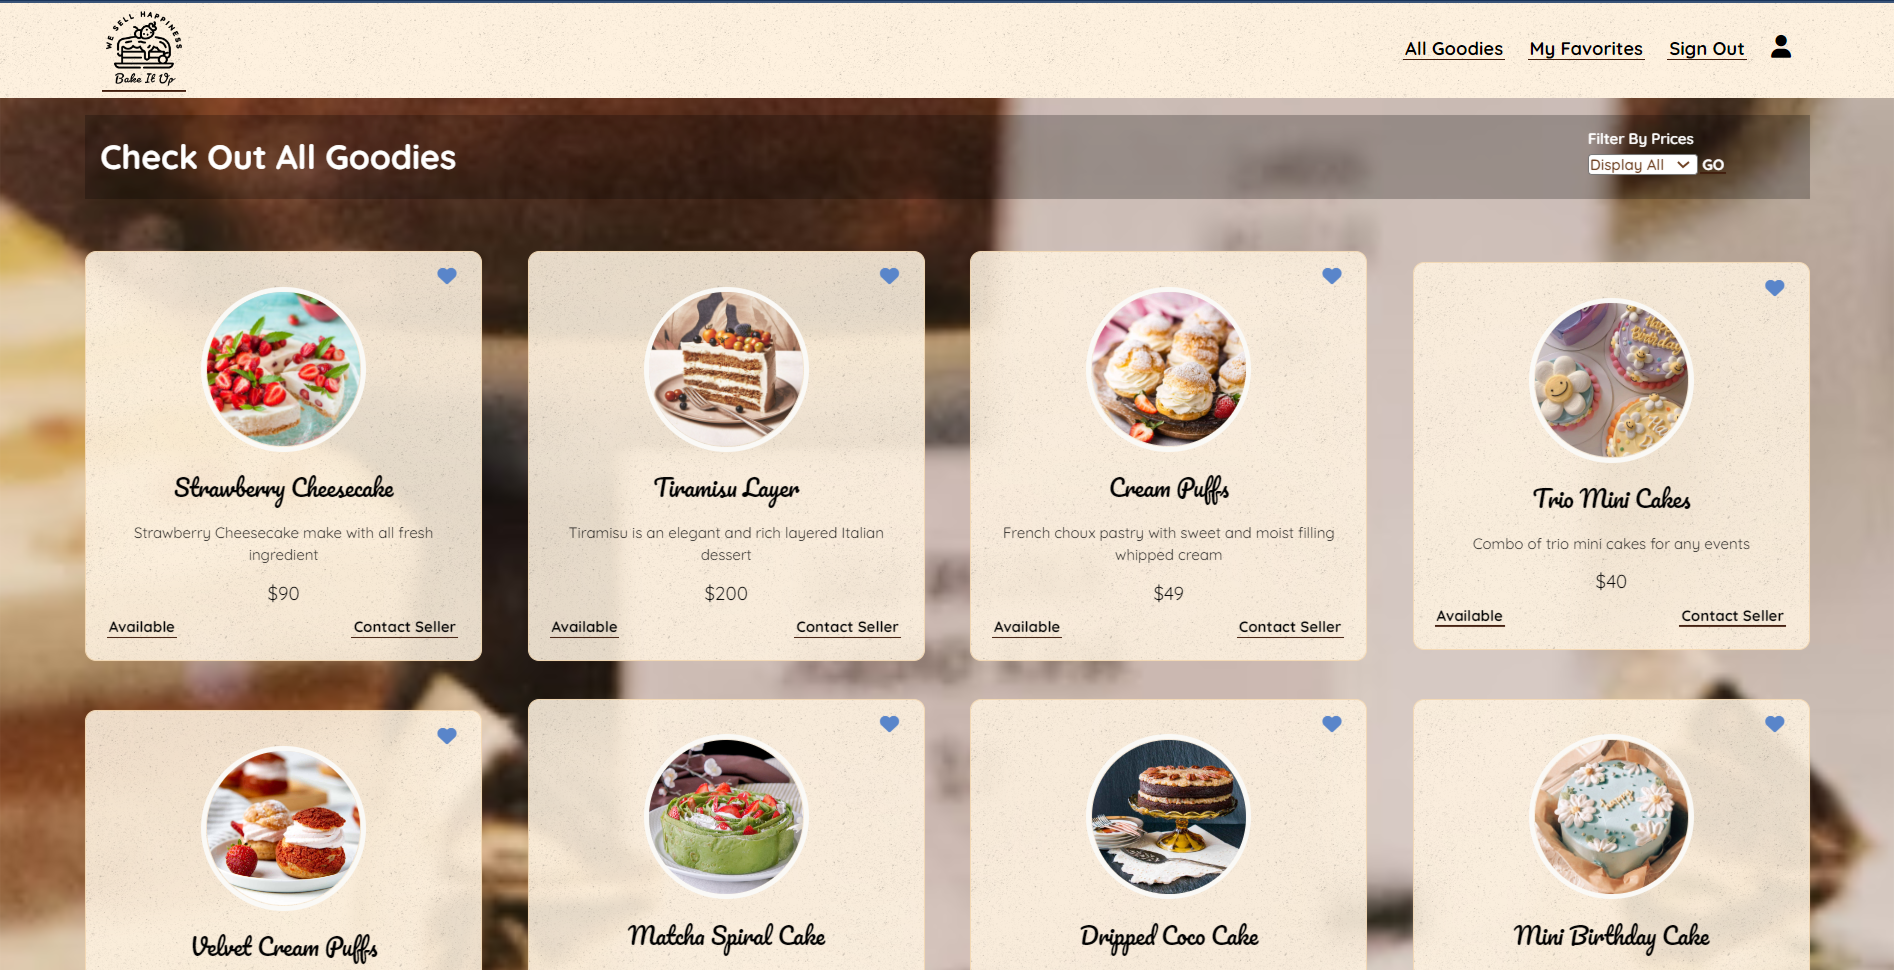 WE SELL HAPPINESS
Bake It Up
All Goodies
My Favorites
Sign Out
Check Out All Goodies
Filter By Prices
Display All
GO
Strawberry Cheesecake
Strawberry Cheesecake make with all fresh
ingredient
$90
Available
Contact Seller
Tiramisu Layer
Tiramisu is an elegant and rich layered Italian
dessert
$200
Available
Contact Seller
Cream Puffs
French choux pastry with sweet and moist filling
whipped cream
$49
Available
Contact Seller
Trio Mini Cakes
Combo of trio mini cakes for any events
$40
Available
Contact Seller
Velvet Cream Puffs
Matcha Spiral Cake
Dripped Coco Cake
Mini Birthday Cake